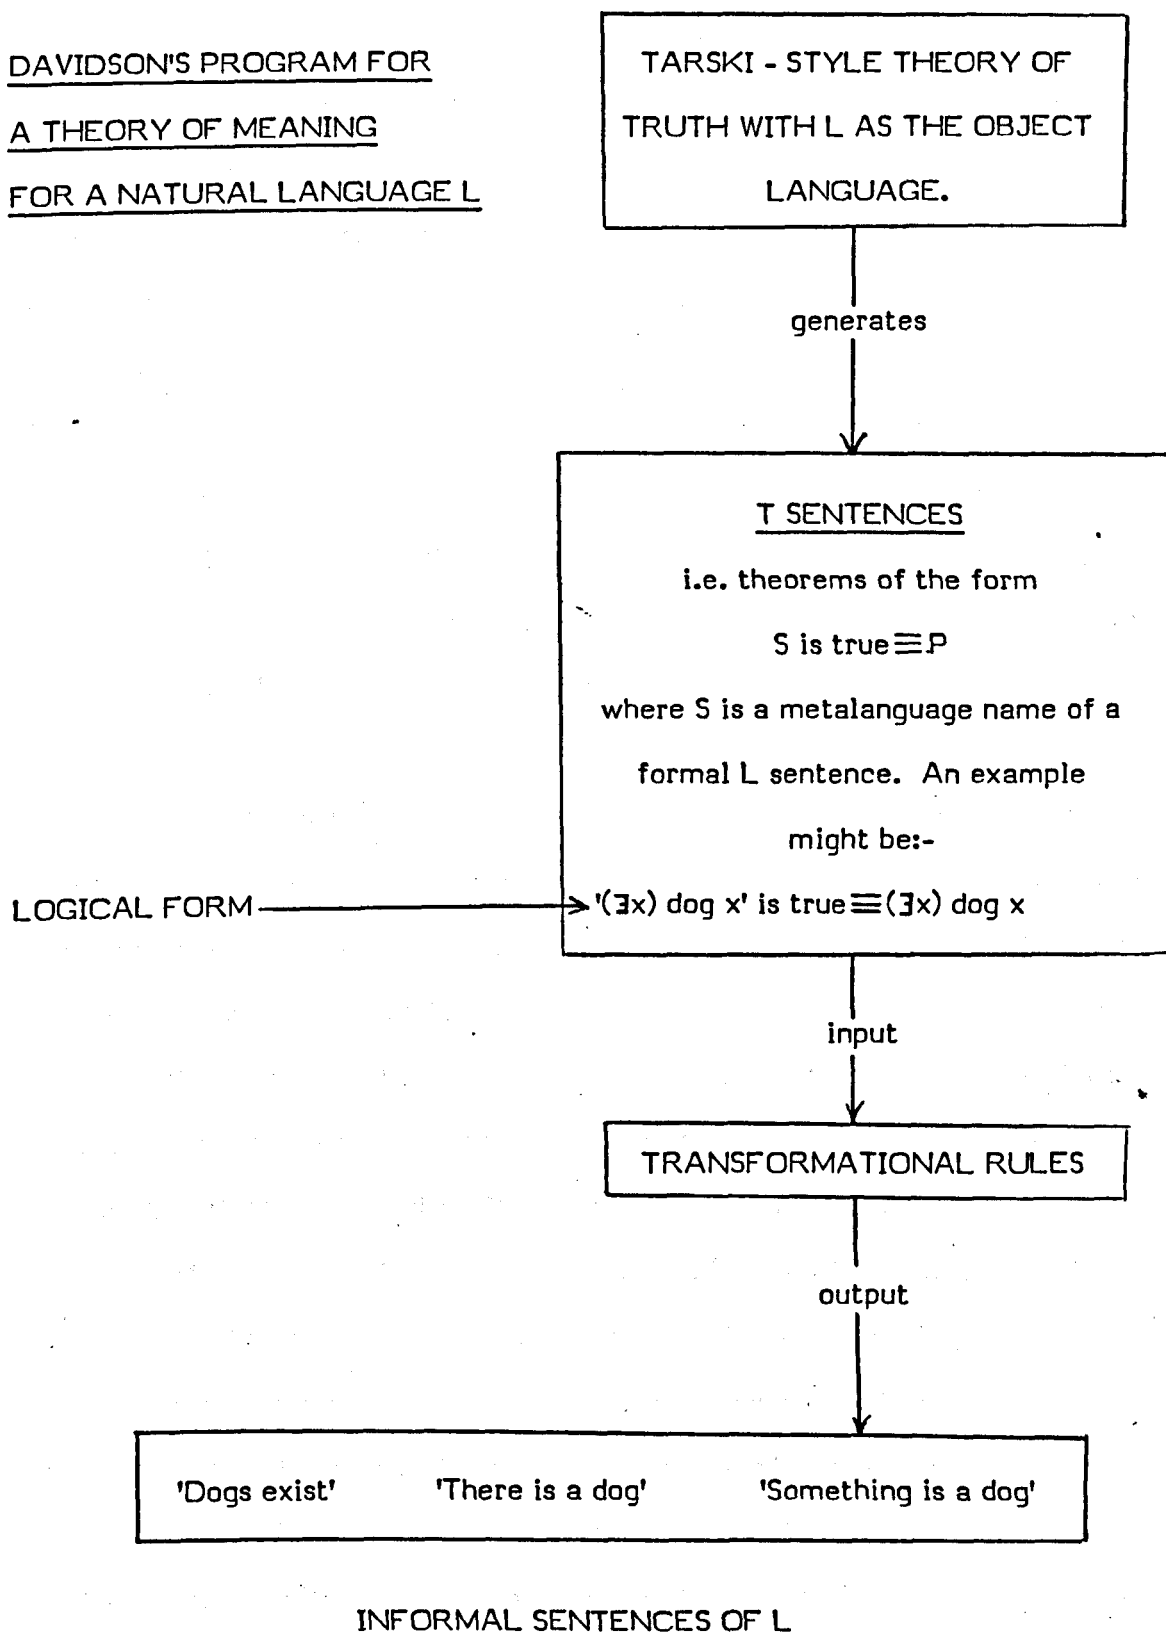 DAVIDSON'S PROGRAM FOR
A THEORY OF MEANING
FOR A NATURAL LANGUAGE L
TARSKI - STYLE THEORY OF
TRUTH WITH L AS THE OBJECT
LANGUAGE.
generates
T SENTENCES
i.e. theorems of the form
S is true≡P
where S is a metalanguage name of a
formal L sentence. An example
might be:-
LOGICAL FORM
'(∃x) dog x' is true≡(∃x) dog x
input
TRANSFORMATIONAL RULES
output
'Dogs exist' 'There is a dog' 'Something is a dog'
INFORMAL SENTENCES OF L